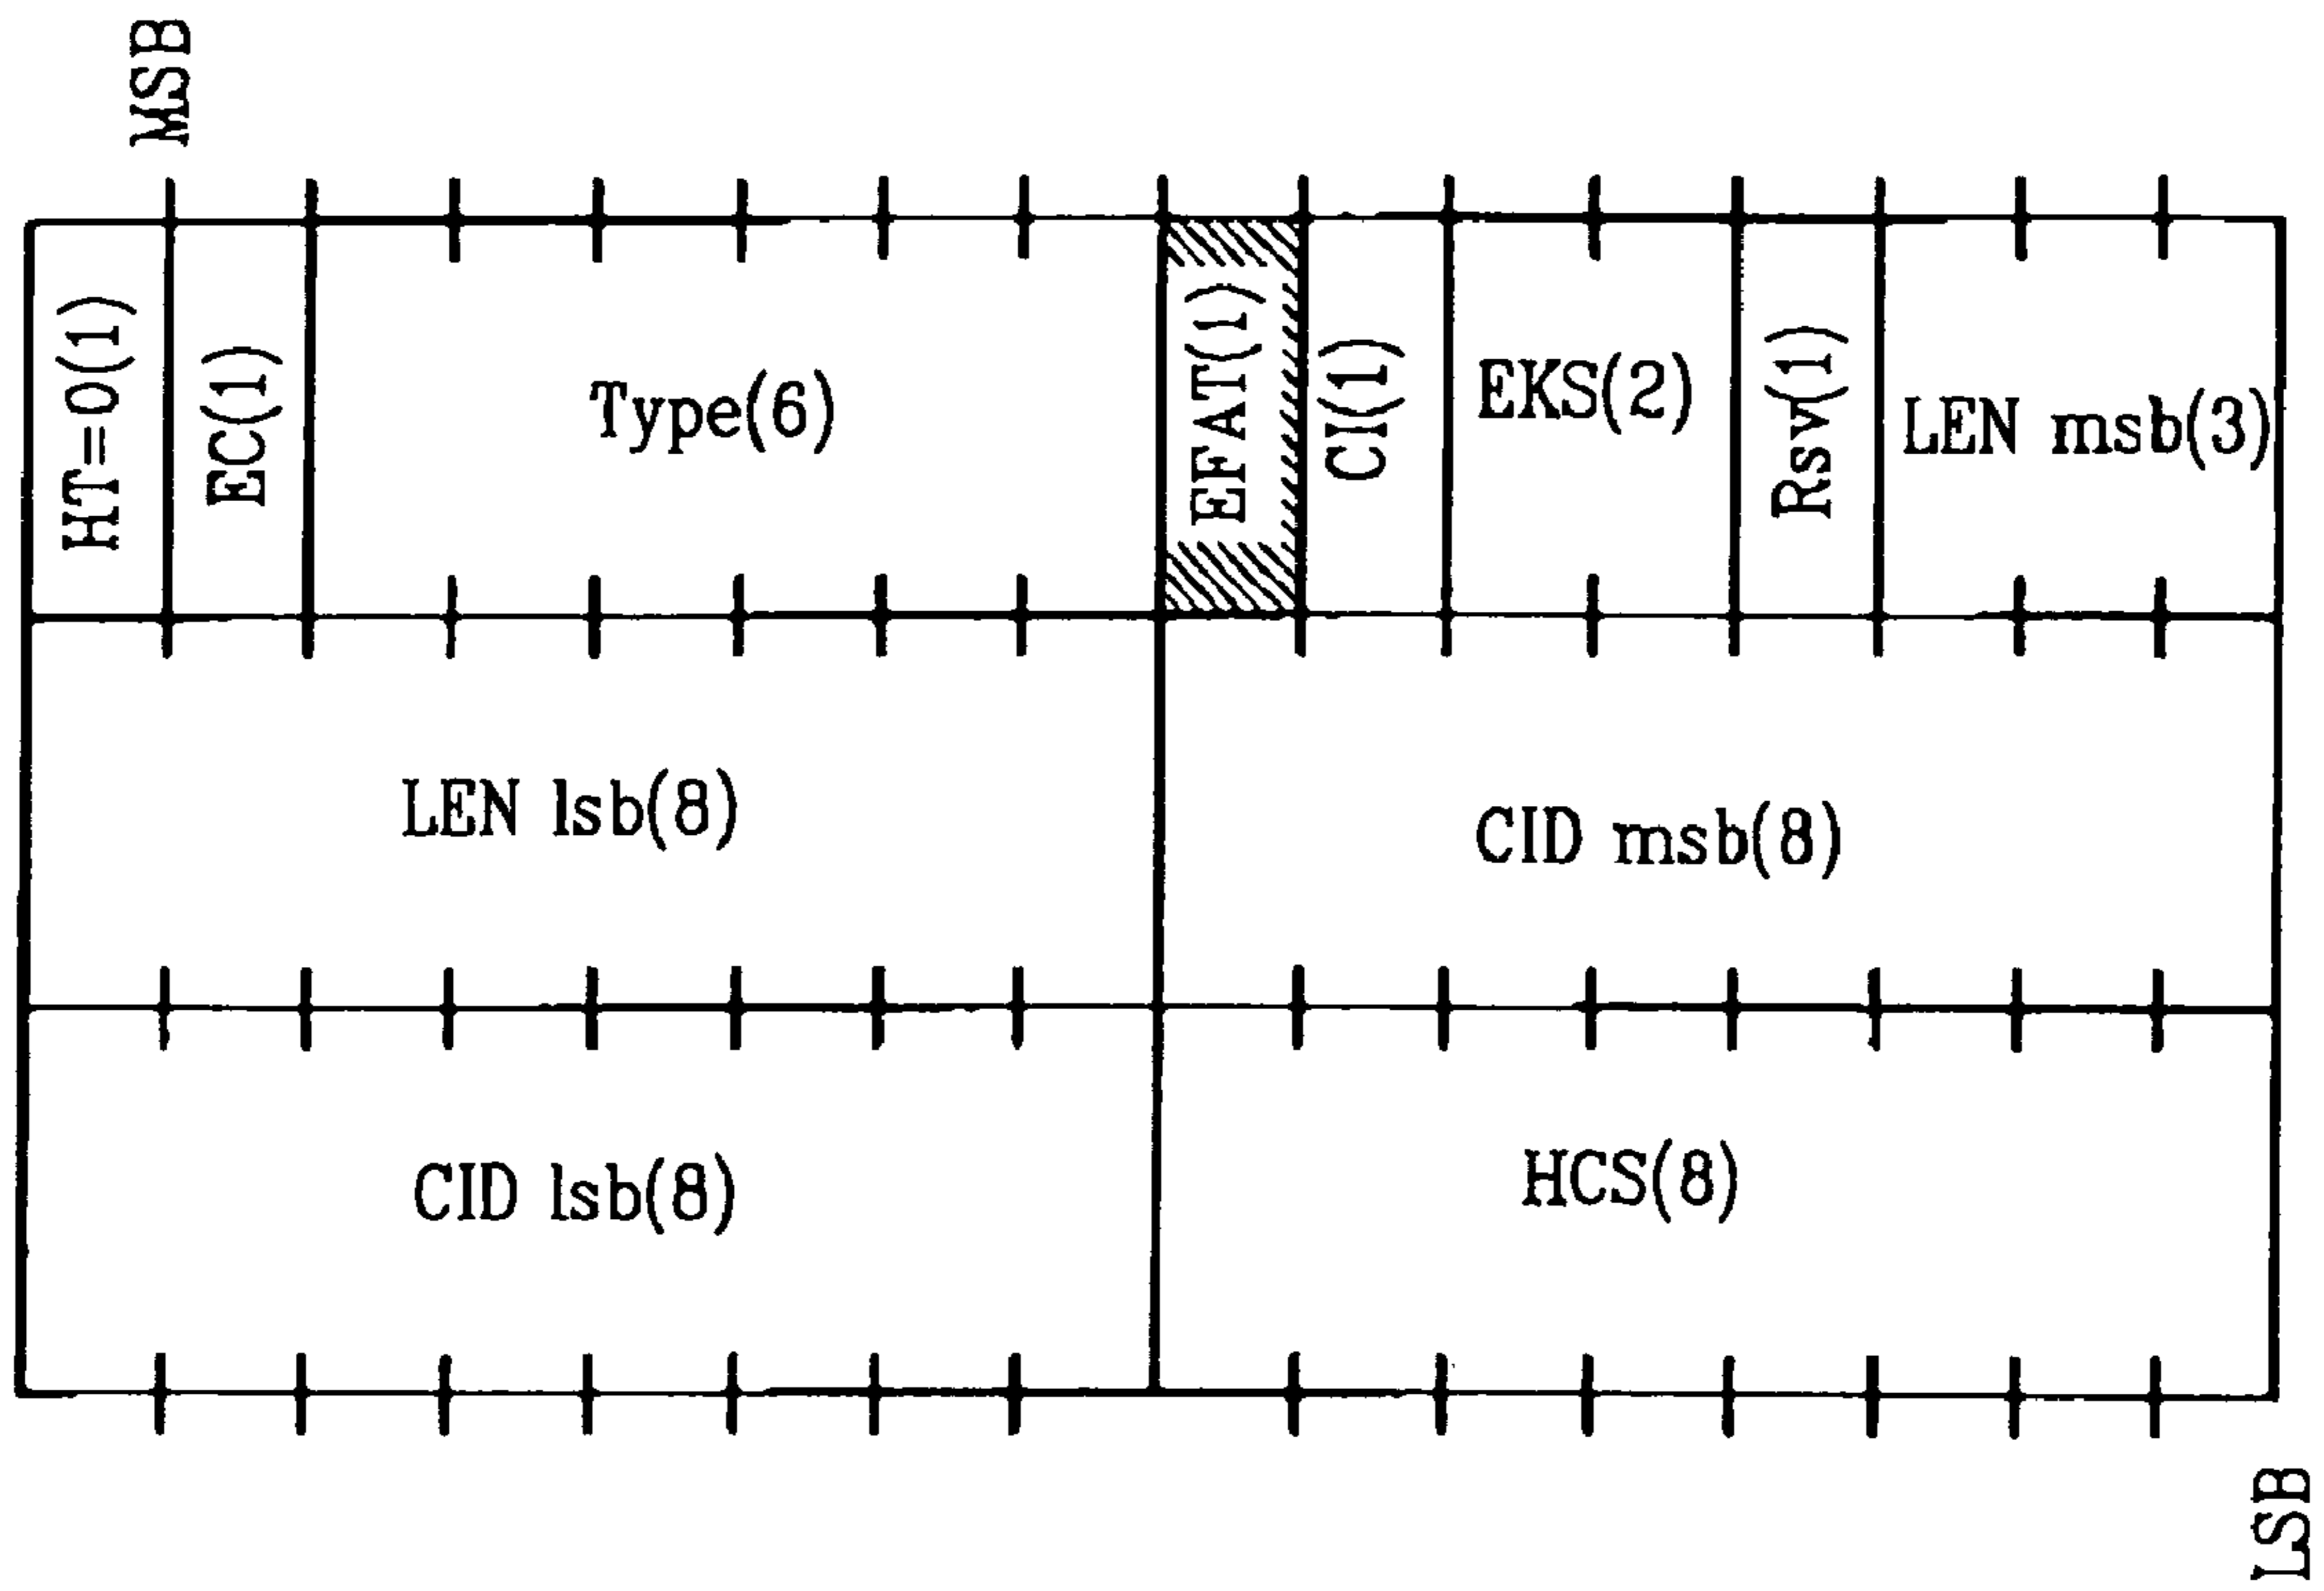 MSB
HT=0(1)
EC(1)
Type(6)
EFAT(1)
CI(1)
EKS(2)
Rsv(1)
LEN msb(3)
LEN lsb(8)
CID msb(8)
CID lsb(8)
HCS(8)
LSB